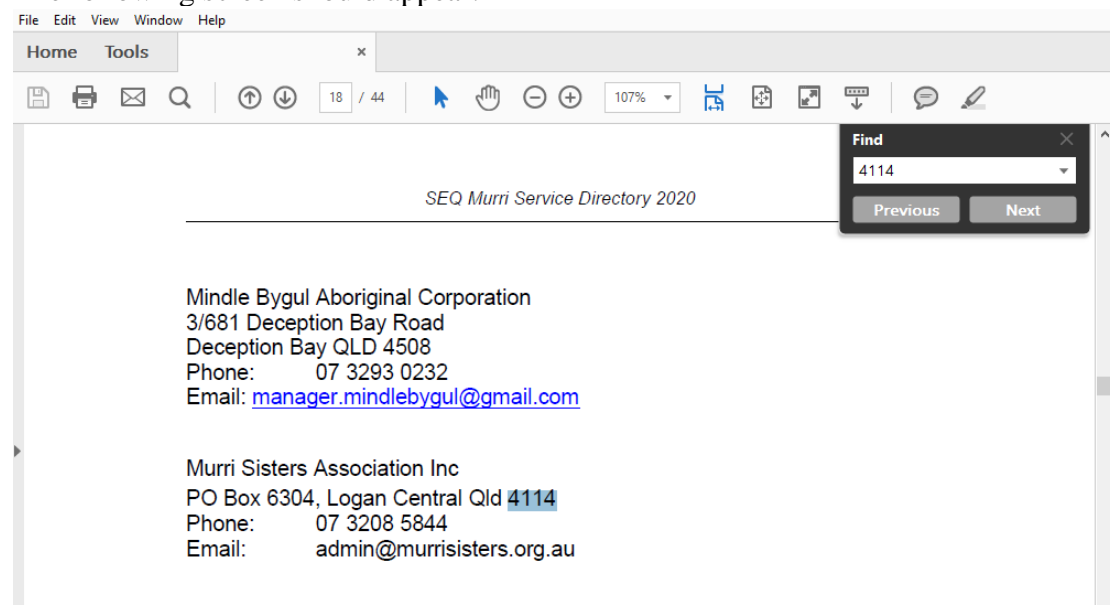 File Edit View Window Help
Home Tools ×
18 / 44 107%
Find ×
4114
Previous Next
SEQ Murri Service Directory 2020
Mindle Bygul Aboriginal Corporation
3/681 Deception Bay Road
Deception Bay QLD 4508
Phone: 07 3293 0232
Email: manager.mindlebygul@gmail.com
Murri Sisters Association Inc
PO Box 6304, Logan Central Qld 4114
Phone: 07 3208 5844
Email: admin@murrisisters.org.au